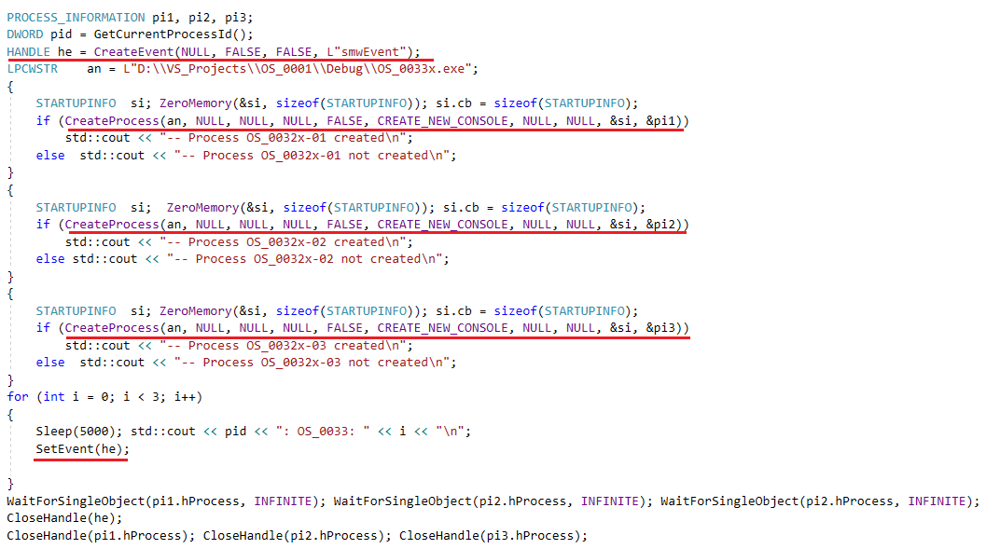 PROCESS_INFORMATION pi1, pi2, pi3;
DWORD pid = GetCurrentProcessId();
HANDLE he = CreateEvent(NULL, FALSE, FALSE, L"smwEvent");
LPCWSTR    an = L"D:\\VS_Projects\\OS_0001\\Debug\\OS_0033x.exe";
{
    STARTUPINFO  si; ZeroMemory(&si, sizeof(STARTUPINFO)); si.cb = sizeof(STARTUPINFO);
    if (CreateProcess(an, NULL, NULL, NULL, FALSE, CREATE_NEW_CONSOLE, NULL, NULL, &si, &pi1))
        std::cout << "-- Process OS_0032x-01 created\n";
    else  std::cout << "-- Process OS_0032x-01 not created\n";
}
{
    STARTUPINFO  si;  ZeroMemory(&si, sizeof(STARTUPINFO)); si.cb = sizeof(STARTUPINFO);
    if (CreateProcess(an, NULL, NULL, NULL, FALSE, CREATE_NEW_CONSOLE, NULL, NULL, &si, &pi2))
        std::cout << "-- Process OS_0032x-02 created\n";
    else std::cout << "-- Process OS_0032x-02 not created\n";
}
{
    STARTUPINFO  si; ZeroMemory(&si, sizeof(STARTUPINFO)); si.cb = sizeof(STARTUPINFO);
    if (CreateProcess(an, NULL, NULL, NULL, FALSE, CREATE_NEW_CONSOLE, NULL, NULL, &si, &pi3))
        std::cout << "-- Process OS_0032x-03 created\n";
    else  std::cout << "-- Process OS_0032x-03 not created\n";
}
for (int i = 0; i < 3; i++)
{
    Sleep(5000); std::cout << pid << ": OS_0033: " << i << "\n";
    SetEvent(he);
}
WaitForSingleObject(pi1.hProcess, INFINITE); WaitForSingleObject(pi2.hProcess, INFINITE); WaitForSingleObject(pi2.hProcess, INFINITE);
CloseHandle(he);
CloseHandle(pi1.hProcess); CloseHandle(pi2.hProcess); CloseHandle(pi3.hProcess);